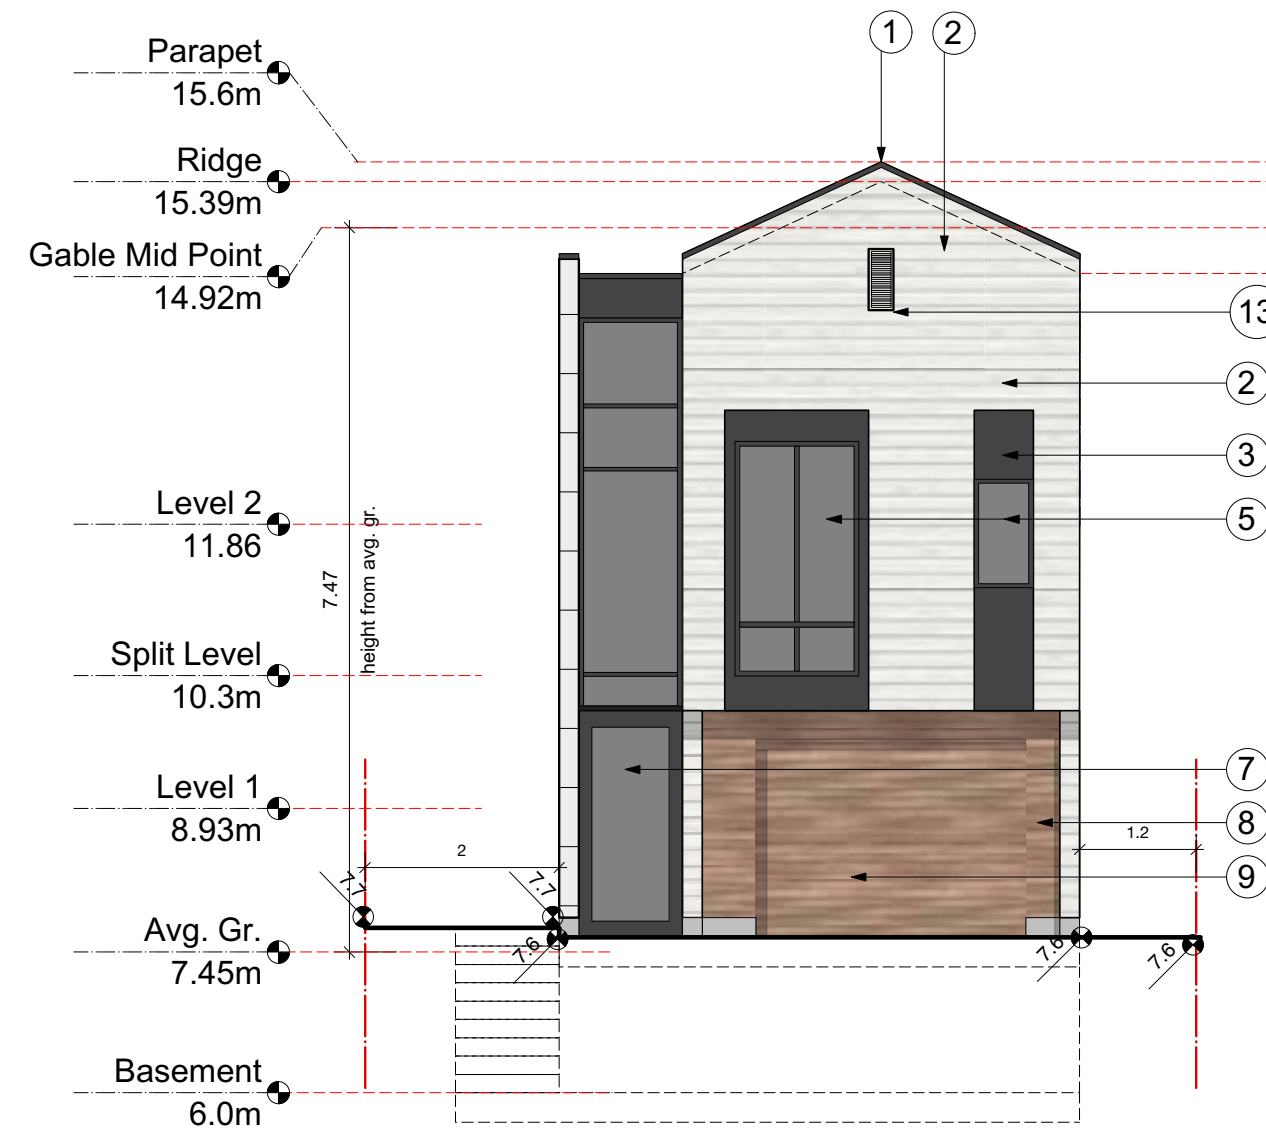 1 2
Parapet
15.6m
Ridge
15.39m
Gable Mid Point
14.92m
13
2
3
Level 2
11.86
5
7.47
height from avg. gr.
Split Level
10.3m
7
Level 1
8.93m
8
2
1.2
9
7.7
7.7
Avg. Gr.
7.45m
7.6
7.6
7.6
Basement
6.0m